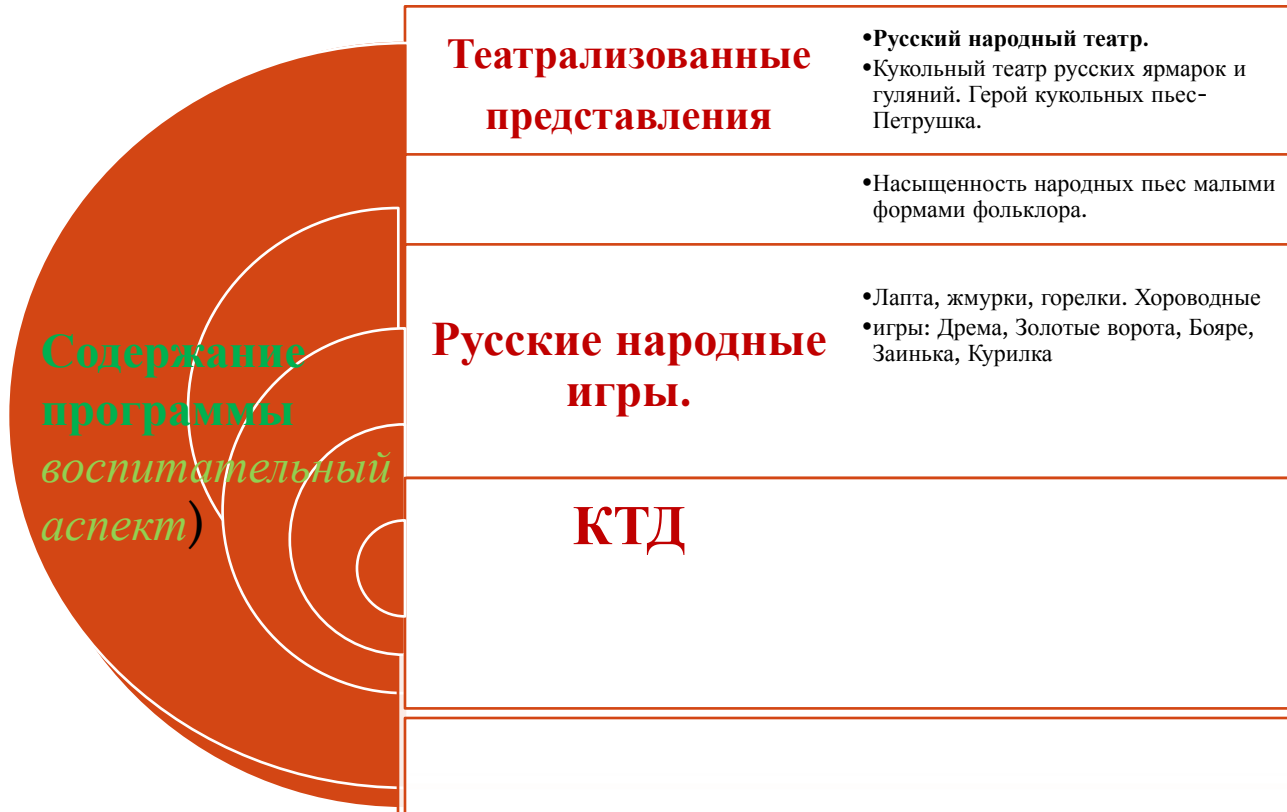 Содержание
программы
воспитательный
аспект)
Театрализованные
представления
•Русский народный театр.
•Кукольный театр русских ярмарок и
гуляний. Герой кукольных пьес-
Петрушка.
•Насыщенность народных пьес малыми
формами фольклора.
Русские народные
игры.
•Лапта, жмурки, горелки. Хороводные
•игры: Дрема, Золотые ворота, Бояре,
Заинька, Курилка
КТД